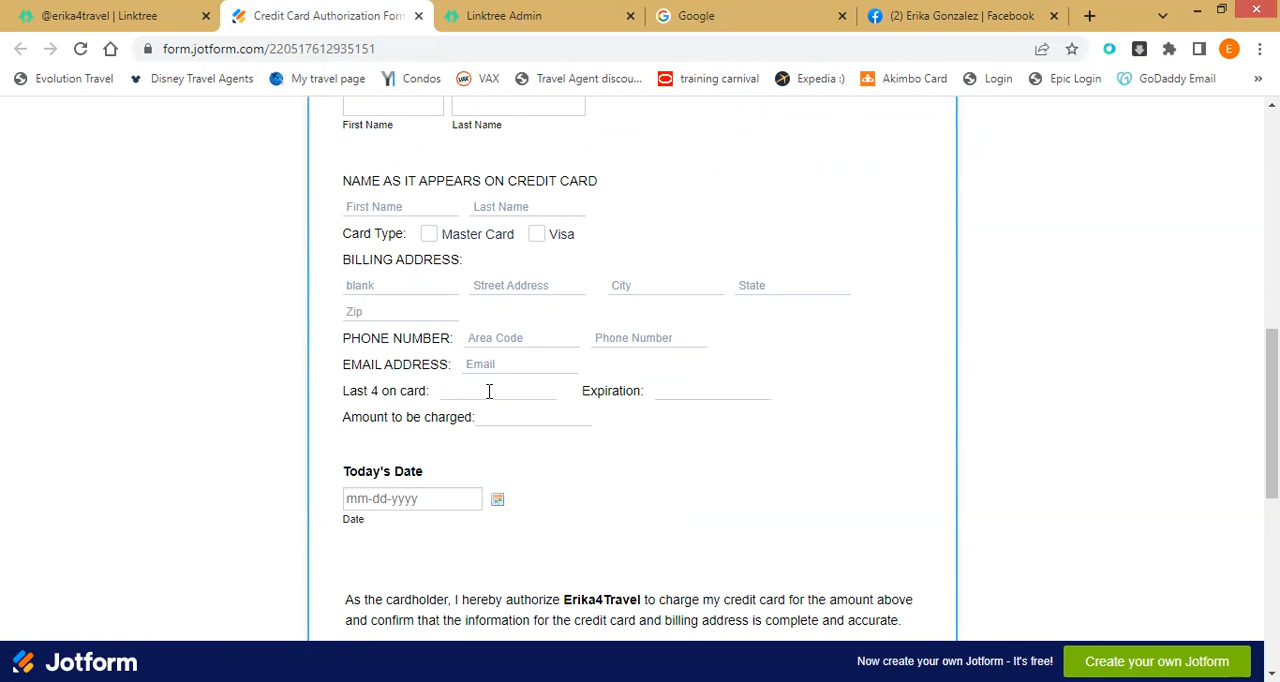 @erika4travel | Linktree
Credit Card Authorization Form
Linktree Admin
Google
(2) Erika Gonzalez | Facebook
form.jotform.com/220517612935151
E
Evolution Travel
Disney Travel Agents
My travel page
Condos
VAX
Travel Agent discou...
training carnival
Expedia :)
Akimbo Card
Login
Epic Login
GoDaddy Email
»
First Name Last Name
NAME AS IT APPEARS ON CREDIT CARD
First Name Last Name
Card Type: Master Card Visa
BILLING ADDRESS:
blank Street Address City State
Zip
PHONE NUMBER: Area Code Phone Number
EMAIL ADDRESS: Email
Last 4 on card: Expiration:
Amount to be charged:
Today's Date
mm-dd-yyyy
Date
As the cardholder, I hereby authorize Erika4Travel to charge my credit card for the amount above
and confirm that the information for the credit card and billing address is complete and accurate.
Jotform
Now create your own Jotform - It's free!
Create your own Jotform